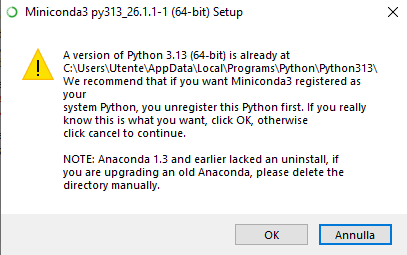 Miniconda3 py313_26.1.1-1 (64-bit) Setup
A version of Python 3.13 (64-bit) is already at
C:\Users\Utente\AppData\Local\Programs\Python\Python313\
We recommend that if you want Miniconda3 registered as
your
system Python, you unregister this Python first. If you really
know this is what you want, click OK, otherwise
click cancel to continue.
NOTE: Anaconda 1.3 and earlier lacked an uninstall, if
you are upgrading an old Anaconda, please delete the
directory manually.
OK
Annulla